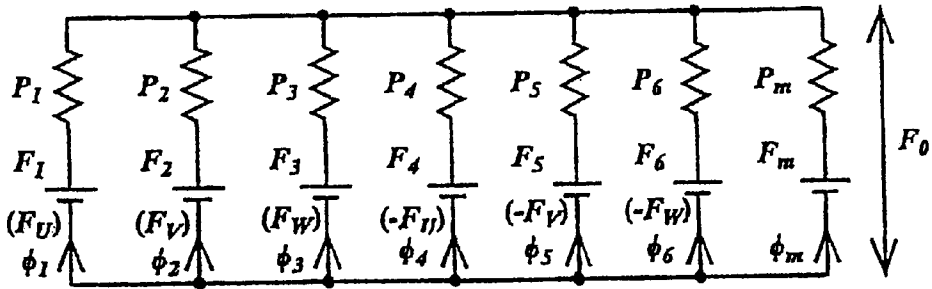 P1 P2 P3 P4 P5 P6 Pm
F0
F1 F2 F3 F4 F5 F6 Fm
(FU) (FV) (FW) (-FU) (-FV) (-FW)
ϕ1 ϕ2 ϕ3 ϕ4 ϕ5 ϕ6 ϕm